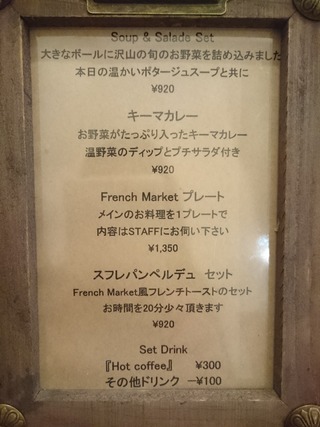 Soup & Salade Set
大きなボールに沢山の旬のお野菜を詰め込みました
本日の温かいポタージュスープと共に
¥920
キーマカレー
お野菜がたっぷり入ったキーマカレー
温野菜のディップとプチサラダ付き
¥920
French Market プレート
メインのお料理を1プレートで
内容はSTAFFにお伺い下さい
¥1,350
スフレパンペルデュ セット
French Market風フレンチトーストのセット
お時間を20分少々頂きます
¥920
Set Drink
『Hot coffee』 ¥300
その他ドリンク —¥100